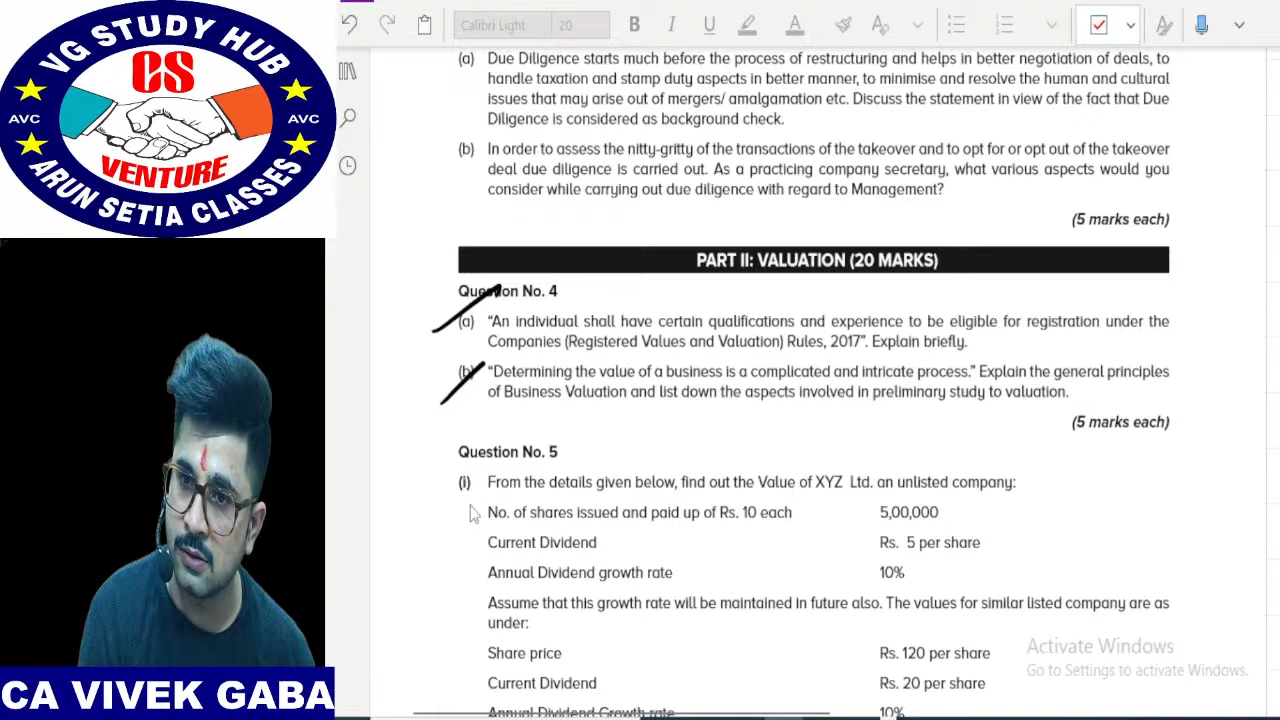 VG STUDY HUB
CS
AVC
AVC
VENTURE
ARUN SETIA CLASSES
Calibri Light
20
B
I
U
A
(a) Due Diligence starts much before the process of restructuring and helps in better negotiation of deals, to
handle taxation and stamp duty aspects in better manner, to minimise and resolve the human and cultural
issues that may arise out of mergers/ amalgamation etc. Discuss the statement in view of the fact that Due
Diligence is considered as background check.
(b) In order to assess the nitty-gritty of the transactions of the takeover and to opt for or opt out of the takeover
deal due diligence is carried out. As a practicing company secretary, what various aspects would you
consider while carrying out due diligence with regard to Management?
(5 marks each)
PART II: VALUATION (20 MARKS)
Question No. 4
(a) “An individual shall have certain qualifications and experience to be eligible for registration under the
Companies (Registered Values and Valuation) Rules, 2017”. Explain briefly.
(b) “Determining the value of a business is a complicated and intricate process.” Explain the general principles
of Business Valuation and list down the aspects involved in preliminary study to valuation.
(5 marks each)
Question No. 5
(i) From the details given below, find out the Value of XYZ Ltd. an unlisted company:
No. of shares issued and paid up of Rs. 10 each 5,00,000
Current Dividend Rs. 5 per share
Annual Dividend growth rate 10%
Assume that this growth rate will be maintained in future also. The values for similar listed company are as
under:
Share price Rs. 120 per share
Current Dividend Rs. 20 per share
Annual Dividend Growth rate 10%
Activate Windows
Go to Settings to activate Windows.
CA VIVEK GABA